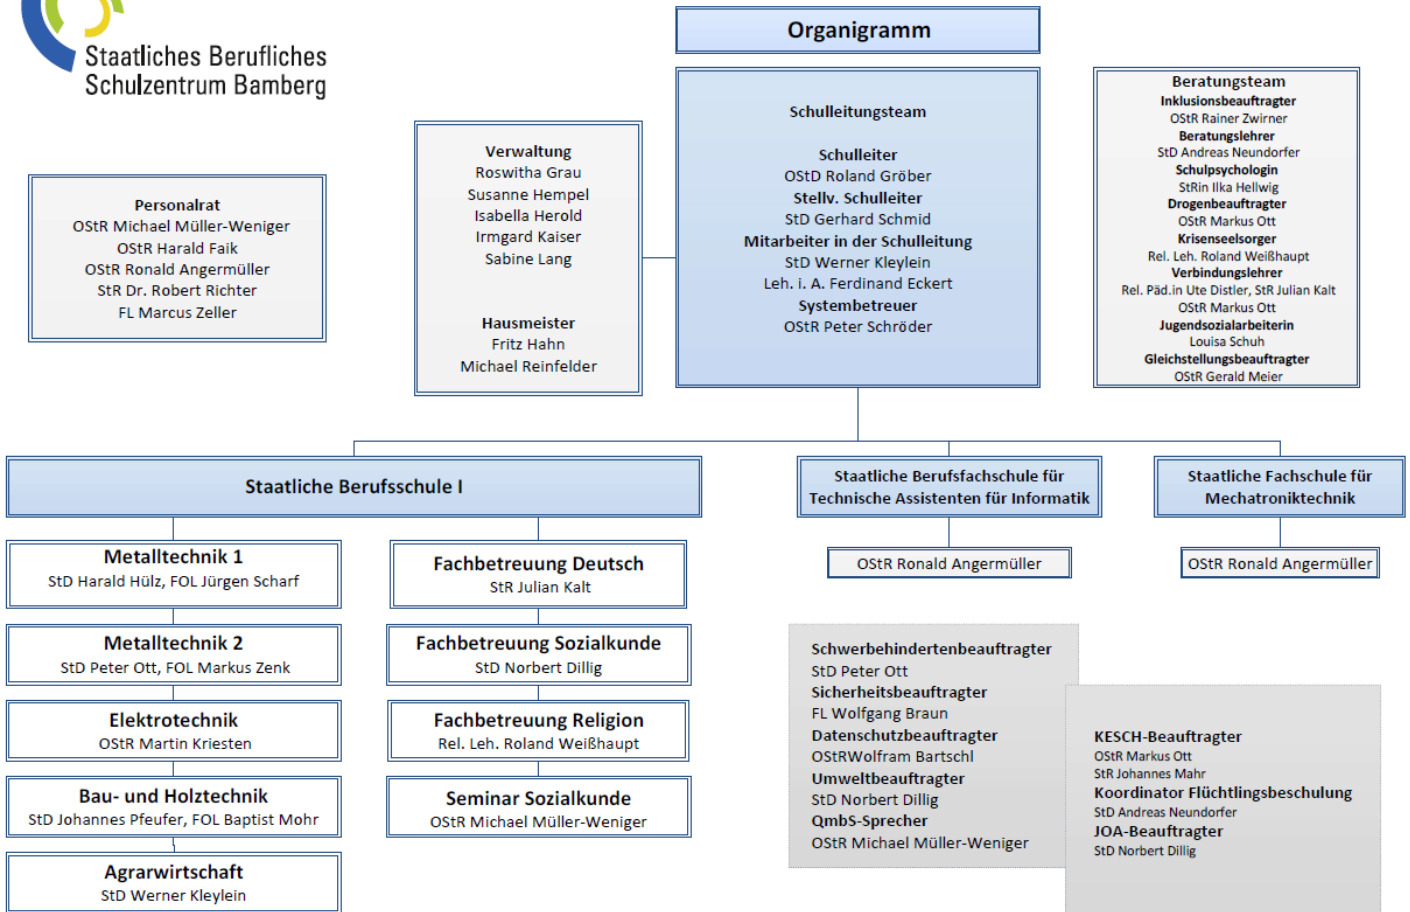 Staatliches Berufliches
Schulzentrum Bamberg
Organigramm
Personalrat
OStR Michael Müller-Weniger
OStR Harald Faik
OStR Ronald Angermüller
StR Dr. Robert Richter
FL Marcus Zeller
Verwaltung
Roswitha Grau
Susanne Hempel
Isabella Herold
Irmgard Kaiser
Sabine Lang
Hausmeister
Fritz Hahn
Michael Reinfelder
Schulleitungsteam
Schulleiter
OStD Roland Gröber
Stellv. Schulleiter
StD Gerhard Schmid
Mitarbeiter in der Schulleitung
StD Werner Kleylein
Leh. i. A. Ferdinand Eckert
Systembetreuer
OStR Peter Schröder
Beratungsteam
Inklusionsbeauftragter
OStR Rainer Zwirner
Beratungslehrer
StD Andreas Neundorfer
Schulpsychologin
StRin Ilka Hellwig
Drogenbeauftragter
OStR Markus Ott
Krisenseelsorger
Rel. Leh. Roland Weißhaupt
Verbindungslehrer
Rel. Päd.in Ute Distler, StR Julian Kalt
OStR Markus Ott
Jugendsozialarbeiterin
Louisa Schuh
Gleichstellungsbeauftragter
OStR Gerald Meier
Staatliche Berufsschule I
Metalltechnik 1
StD Harald Hülz, FOL Jürgen Scharf
Metalltechnik 2
StD Peter Ott, FOL Markus Zenk
Elektrotechnik
OStR Martin Kriesten
Bau- und Holztechnik
StD Johannes Pfeufer, FOL Baptist Mohr
Agrarwirtschaft
StD Werner Kleylein
Fachbetreuung Deutsch
StR Julian Kalt
Fachbetreuung Sozialkunde
StD Norbert Dillig
Fachbetreuung Religion
Rel. Leh. Roland Weißhaupt
Seminar Sozialkunde
OStR Michael Müller-Weniger
Staatliche Berufsfachschule für
Technische Assistenten für Informatik
OStR Ronald Angermüller
Staatliche Fachschule für
Mechatroniktechnik
OStR Ronald Angermüller
Schwerbehindertenbeauftragter
StD Peter Ott
Sicherheitsbeauftragter
FL Wolfgang Braun
Datenschutzbeauftragter
OStRWolfram Bartschl
Umweltbeauftragter
StD Norbert Dillig
QmbS-Sprecher
OStR Michael Müller-Weniger
KESCH-Beauftragter
OStR Markus Ott
StR Johannes Mahr
Koordinator Flüchtlingsbeschulung
StD Andreas Neundorfer
JOA-Beauftragter
StD Norbert Dillig